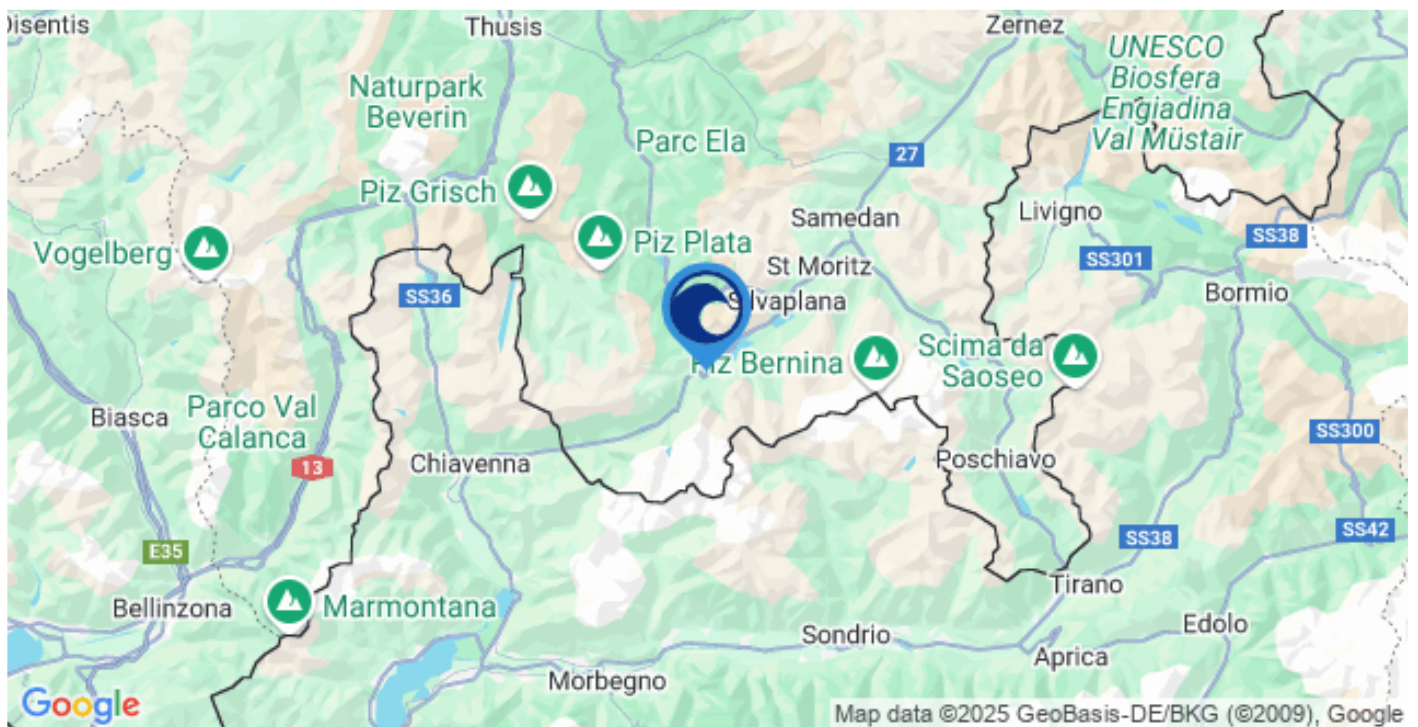 Disentis
Thusis
Zernez
UNESCO
Biosfera
Engiadina
Val Müstair
Naturpark
Beverin
Parc Ela
27
Piz Grisch
Samedan
Livigno
Vogelberg
Piz Plata
SS38
St Moritz
SS301
SS36
Silvaplana
Bormio
Piz Bernina
Scima da
Saoseo
Biasca
Parco Val
Calanca
SS300
13
Chiavenna
Poschiavo
SS42
E35
SS38
Tirano
Bellinzona
Marmontana
Sondrio
Edolo
Aprica
Morbegno
Google
Map data ©2025 GeoBasis-DE/BKG (©2009), Google